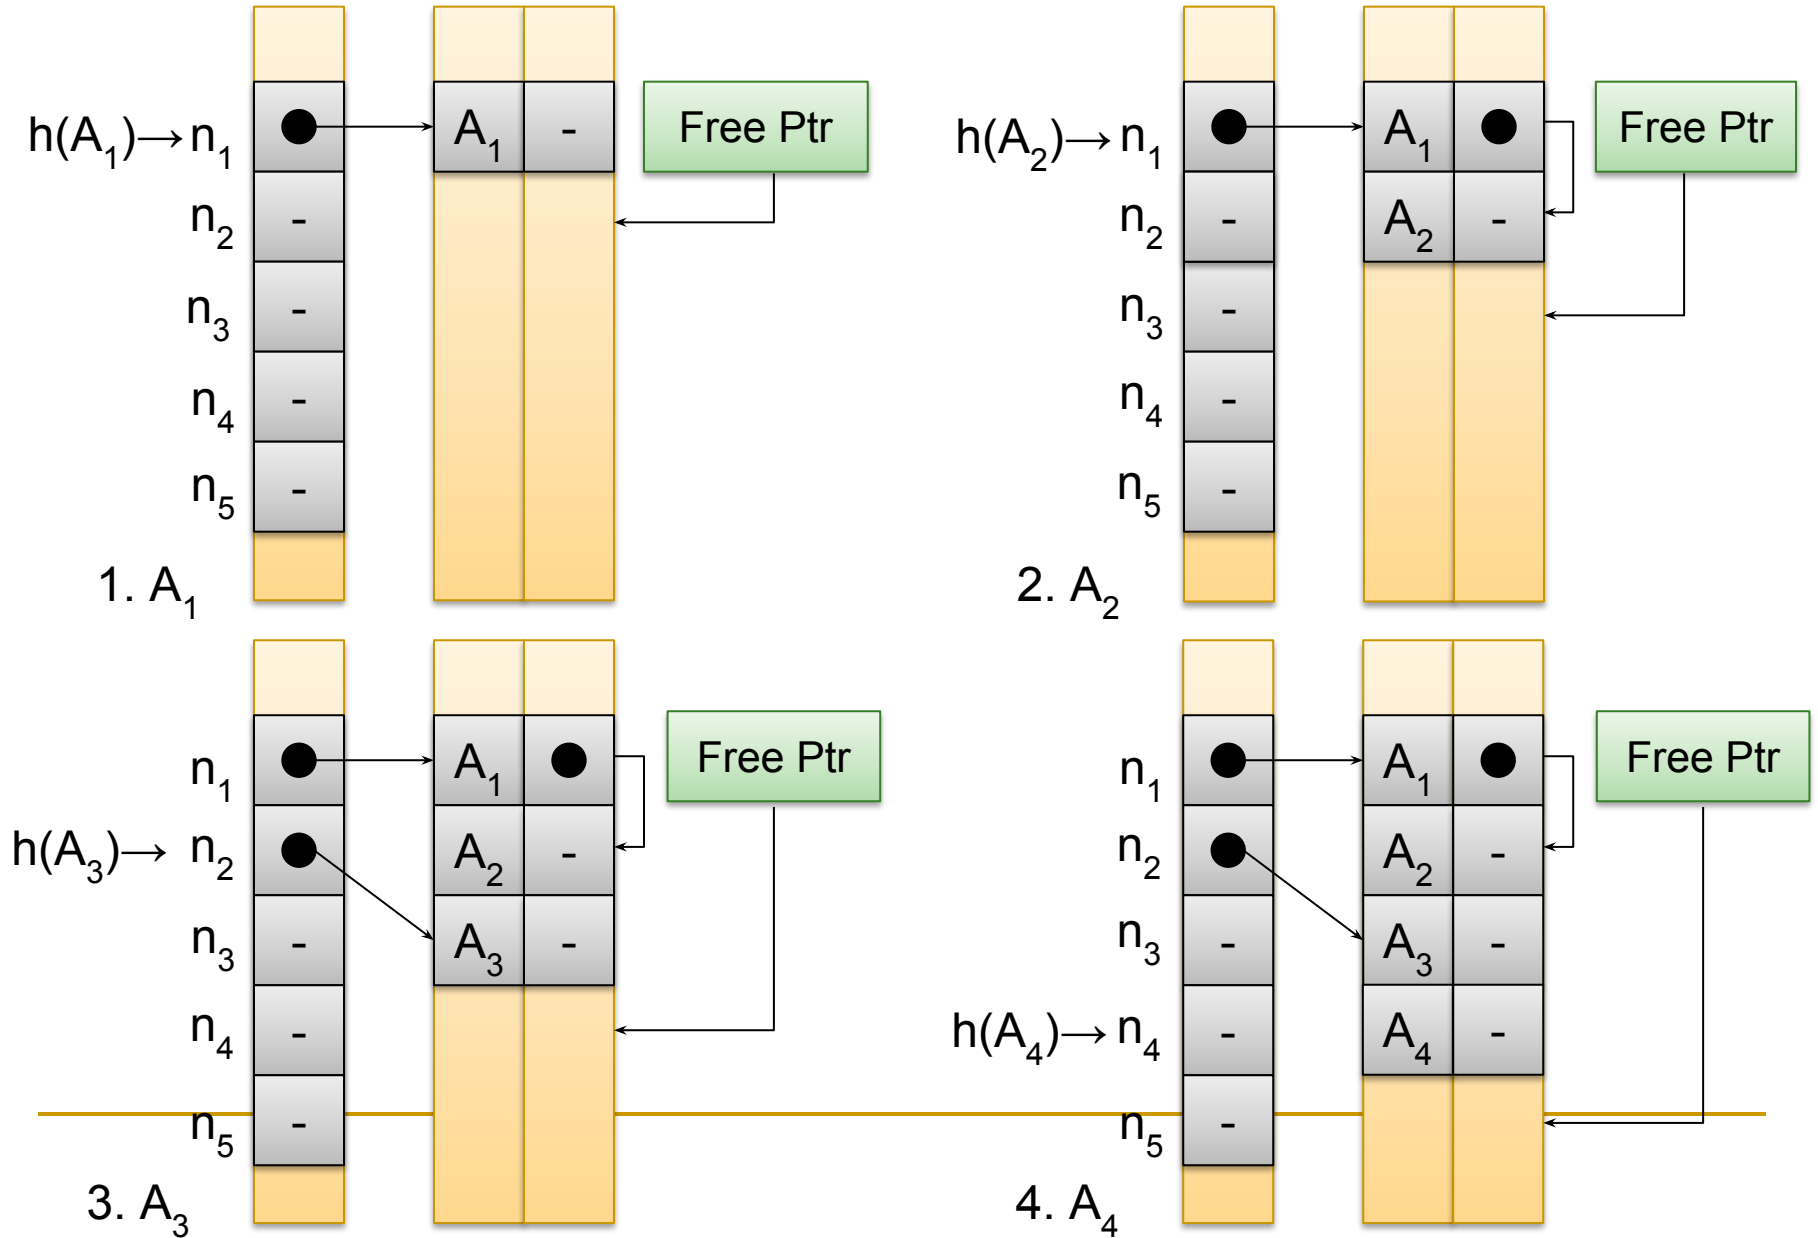 h(A₁)→ n₁ A₁ - Free Ptr
n₂ -
n₃ -
n₄ -
n₅ -
1. A₁
h(A₂)→ n₁ A₁ Free Ptr
n₂ - A₂ -
n₃ -
n₄ -
n₅ -
2. A₂
n₁ A₁ Free Ptr
h(A₃)→ n₂ A₂ -
n₃ - A₃ -
n₄ -
n₅ -
3. A₃
n₁ A₁ Free Ptr
n₂ A₂ -
n₃ - A₃ -
h(A₄)→ n₄ - A₄ -
n₅ -
4. A₄